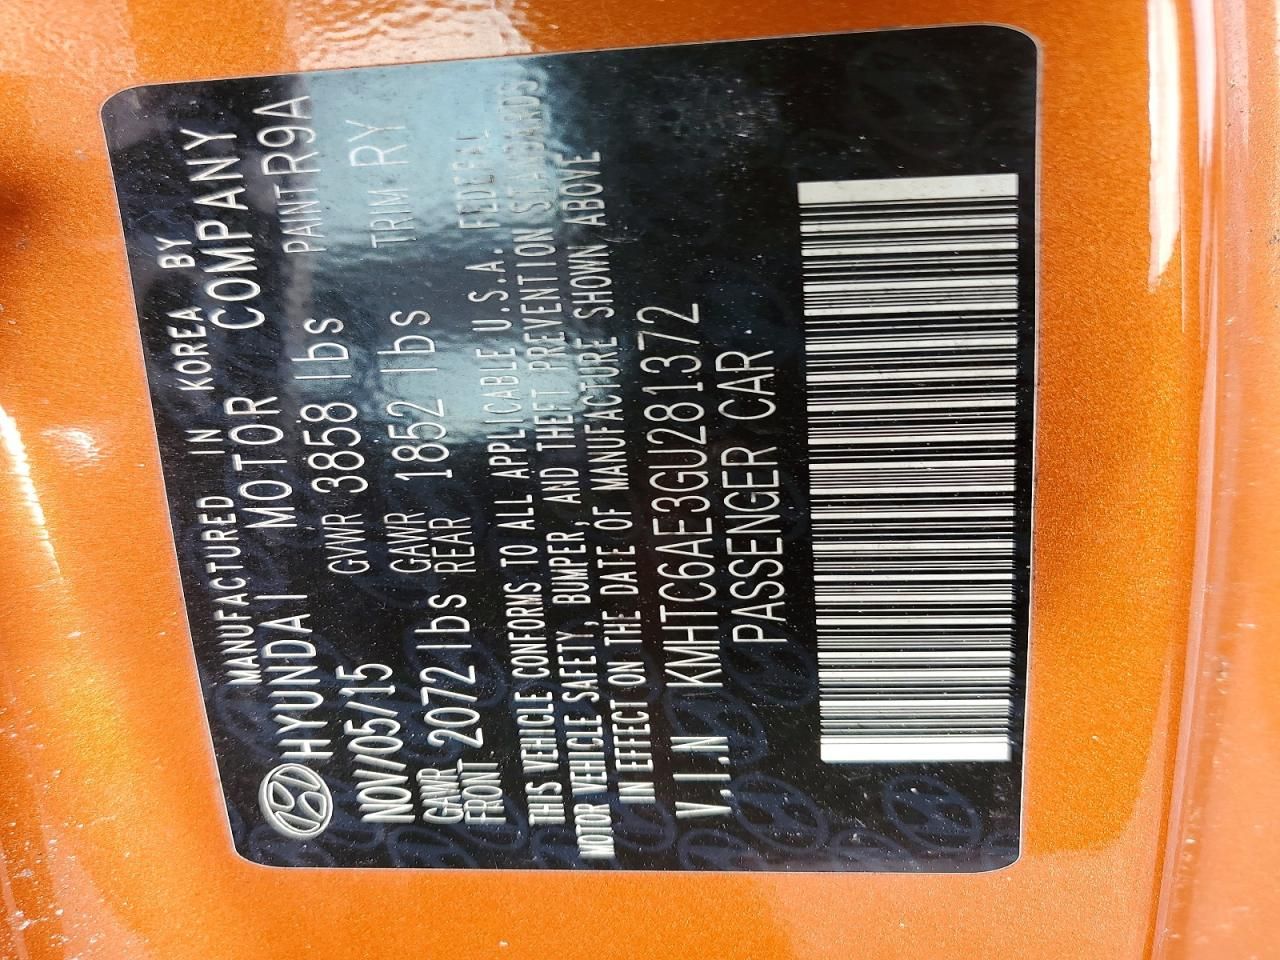 MANUFACTURED IN KOREA BY
HYUNDAI MOTOR COMPANY
NOV/05/15 GVWR 3858 lbs PAINT R9A
GAWR FRONT 2072 lbs GAWR REAR 1852 lbs TRIM RY
THIS VEHICLE CONFORMS TO ALL APPLICABLE U.S.A. FEDERAL
MOTOR VEHICLE SAFETY, BUMPER, AND THEFT PREVENTION STANDARDS
IN EFFECT ON THE DATE OF MANUFACTURE SHOWN ABOVE
V.I.N KMHTC6AE3GU281372
PASSENGER CAR